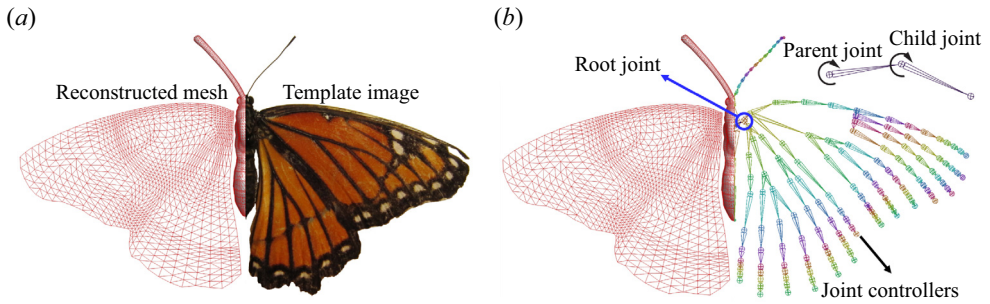 (a)
Reconstructed mesh
Template image
(b)
Root joint
Parent joint
Child joint
Joint controllers